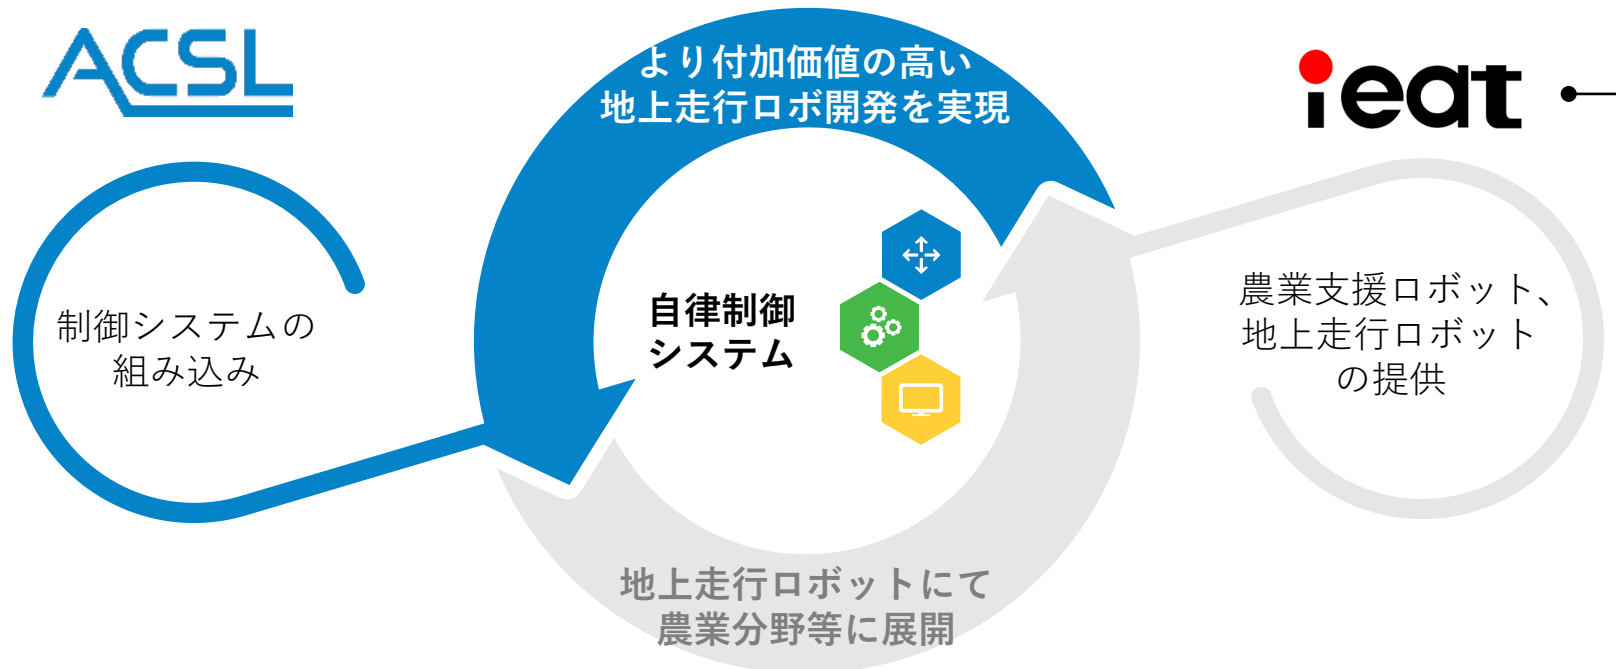 ACSL
より付加価値の高い
地上走行ロボ開発を実現
ieat
制御システムの
組み込み
自律制御
システム
農業支援ロボット、
地上走行ロボット
の提供
地上走行ロボットにて
農業分野等に展開